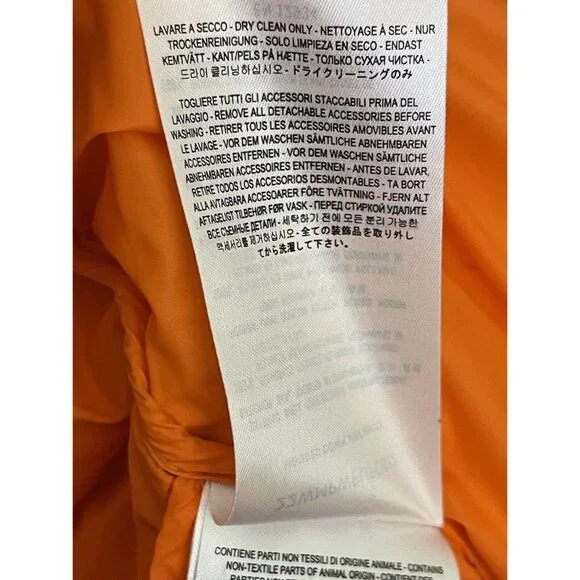 LAVARE A SECCO - DRY CLEAN ONLY - NETTOYAGE À SEC - NUR
TROCKENREINIGUNG - SOLO LIMPIEZA EN SECO - ENDAST
KEMTVÄTT - KANT/PELS PÅ HÆTTE - ТОЛЬКО СУХАЯ ЧИСТКА -
드라이 클리닝하십시오 - ドライクリーニングのみ
TOGLIERE TUTTI GLI ACCESSORI STACCABILI PRIMA DEL
LAVAGGIO - REMOVE ALL DETACHABLE ACCESSORIES BEFORE
WASHING - RETIRER TOUS LES ACCESSOIRES AMOVIBLES AVANT
LE LAVAGE - VOR DEM WASCHEN SÄMTLICHE ABNEHMBAREN
ACCESSOIRES ENTFERNEN - VOR DEM WASCHEN SÄMTLICHE
ABNEHMBAREN ACCESSOIRES ENTFERNEN - ANTES DE LAVAR,
RETIRE TODOS LOS ACCESORIOS DESMONTABLES - TA BORT
ALLA AVTAGBARA ACCESOARER FÖRE TVÄTTNING - FJERN ALT
AFTAGELIGT TILBEHØR FØR VASK - ПЕРЕД СТИРКОЙ УДАЛИТЕ
ВСЕ СЪЕМНЫЕ ДЕТАЛИ - 세탁하기 전에 모든 분리 가능한
액세서리를 제거하십시오 - 全ての装飾品を取り外し
てから洗濯して下さい。
CONTIENE PARTI NON TESSILI DI ORIGINE ANIMALE - CONTAINS
NON-TEXTILE PARTS OF ANIMAL ORIGIN - CONTIENT DES